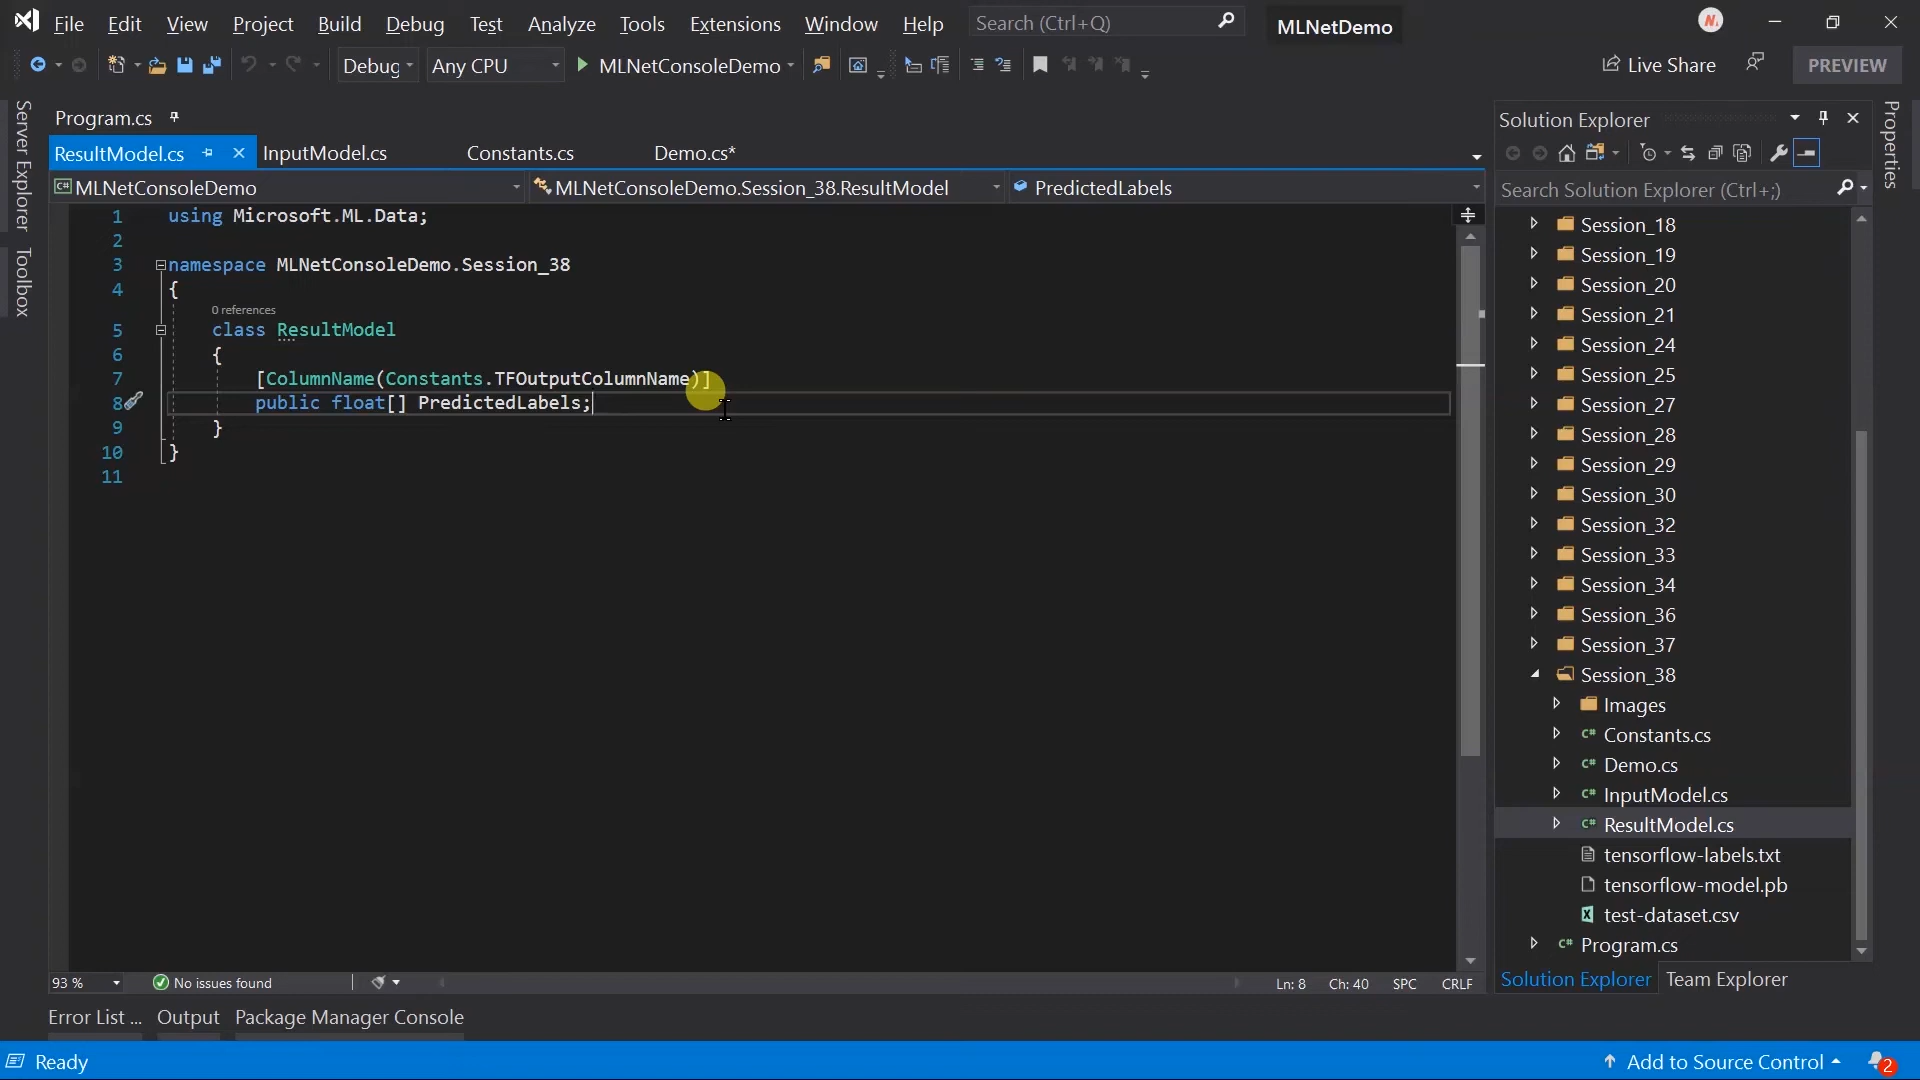 File Edit View Project Build Debug Test Analyze Tools Extensions Window Help Search (Ctrl+Q) MLNetDemo
Debug Any CPU MLNetConsoleDemo Live Share PREVIEW
Server Explorer
Toolbox
Program.cs
ResultModel.cs InputModel.cs Constants.cs Demo.cs*
MLNetConsoleDemo MLNetConsoleDemo.Session_38.ResultModel PredictedLabels
1 using Microsoft.ML.Data;
2
3 namespace MLNetConsoleDemo.Session_38
4 {
0 references
5 class ResultModel
6 {
7 [ColumnName(Constants.TFOutputColumnName)]
8 public float[] PredictedLabels;
9 }
10 }
11
93 % No issues found Ln: 8 Ch: 40 SPC CRLF
Error List ... Output Package Manager Console
Solution Explorer
Search Solution Explorer (Ctrl+;)
Session_18
Session_19
Session_20
Session_21
Session_24
Session_25
Session_27
Session_28
Session_29
Session_30
Session_32
Session_33
Session_34
Session_36
Session_37
Session_38
Images
C# Constants.cs
C# Demo.cs
C# InputModel.cs
C# ResultModel.cs
tensorflow-labels.txt
tensorflow-model.pb
test-dataset.csv
C# Program.cs
Solution Explorer Team Explorer
Properties
Ready Add to Source Control 2